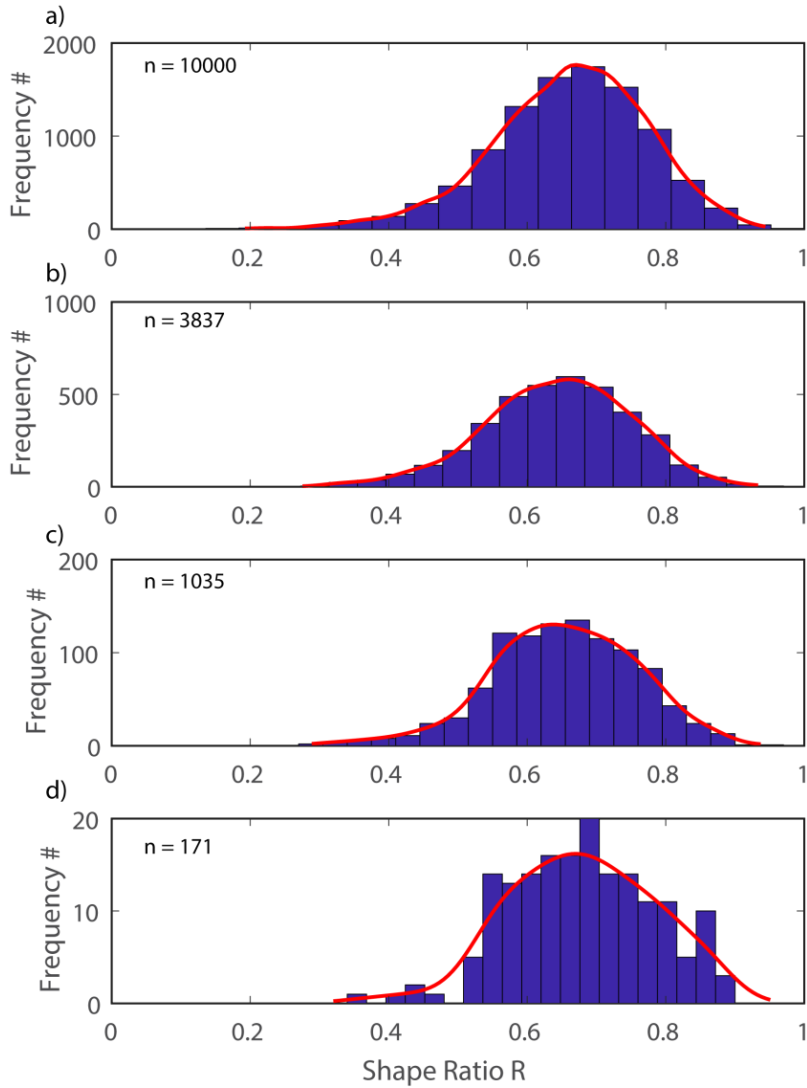 a)
2000
n = 10000
1000
Frequency #
0
0 0.2 0.4 0.6 0.8 1
b)
1000
n = 3837
500
Frequency #
0
0 0.2 0.4 0.6 0.8 1
c)
200
n = 1035
100
Frequency #
0
0 0.2 0.4 0.6 0.8 1
d)
20
n = 171
10
Frequency #
0
0 0.2 0.4 0.6 0.8 1
Shape Ratio R